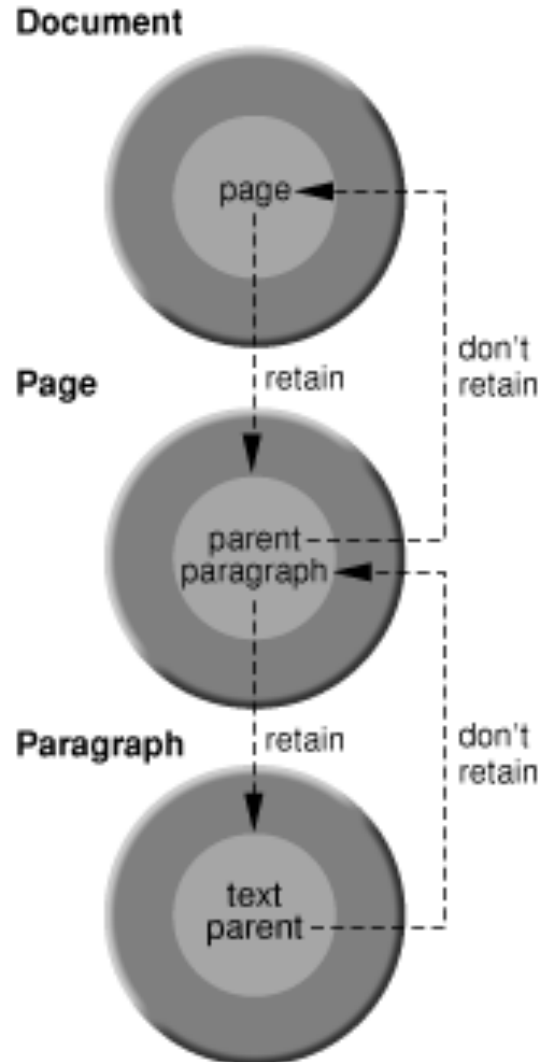 Document
page
don't
retain
retain
Page
parent
paragraph
retain
Paragraph
don't
retain
text
parent